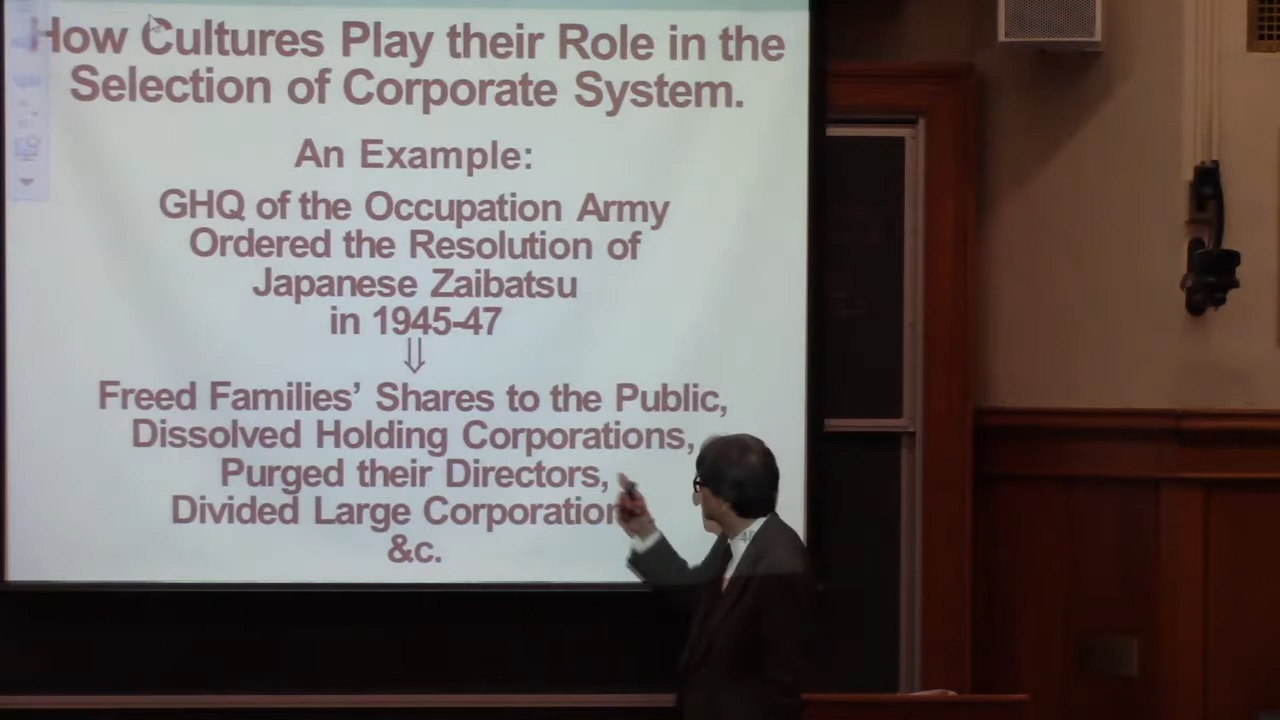 How Cultures Play their Role in the
Selection of Corporate System.
An Example:
GHQ of the Occupation Army
Ordered the Resolution of
Japanese Zaibatsu
in 1945-47
⇓
Freed Families’ Shares to the Public,
Dissolved Holding Corporations,
Purged their Directors,
Divided Large Corporation
&c.